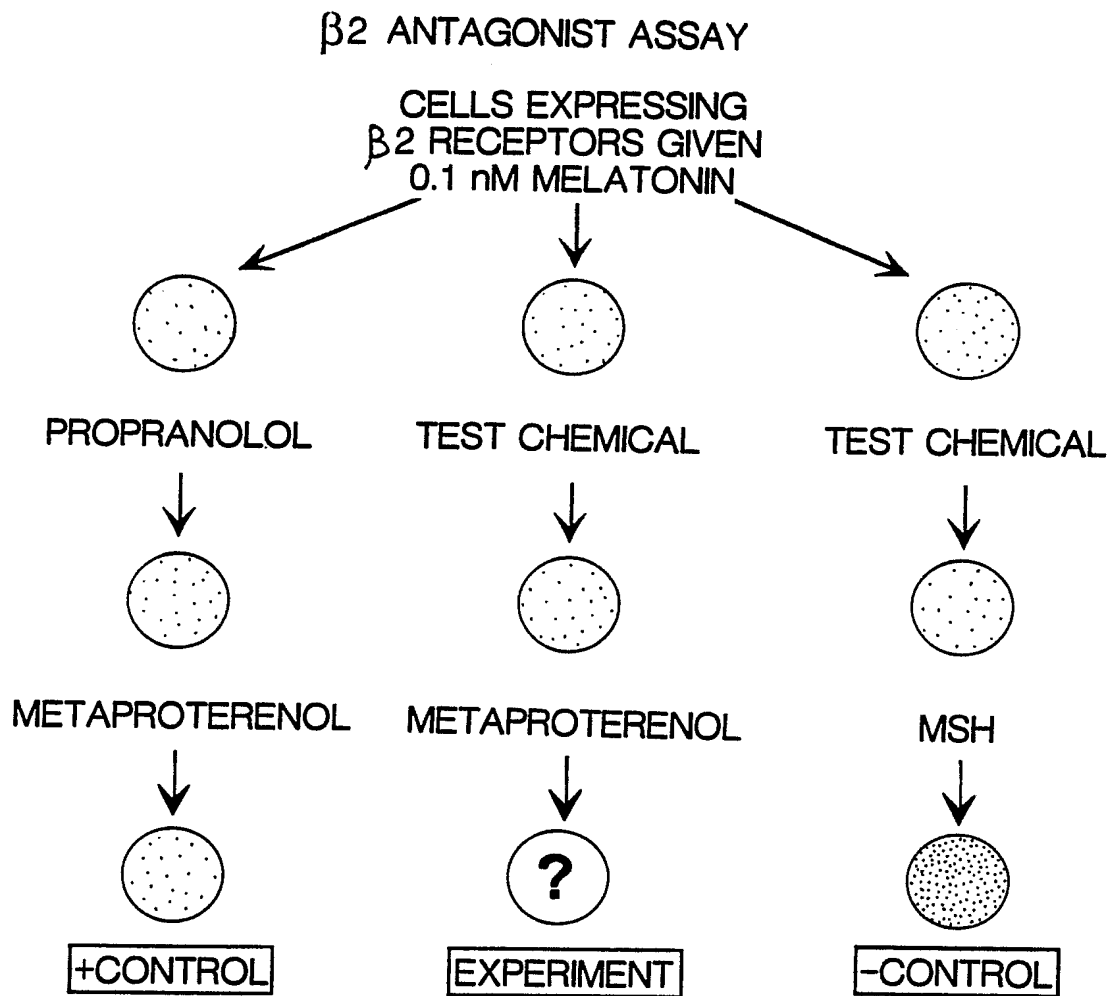 β2 ANTAGONIST ASSAY
CELLS EXPRESSING
β2 RECEPTORS GIVEN
0.1 nM MELATONIN
PROPRANOLOL
TEST CHEMICAL
TEST CHEMICAL
METAPROTERENOL
METAPROTERENOL
MSH
?
+CONTROL
EXPERIMENT
-CONTROL